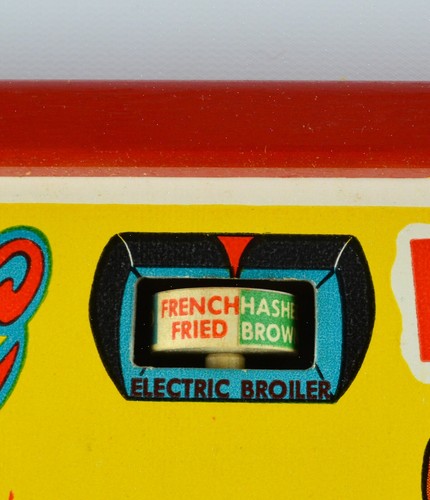 FRENCH HASHE
FRIED BROW
ELECTRIC BROILER